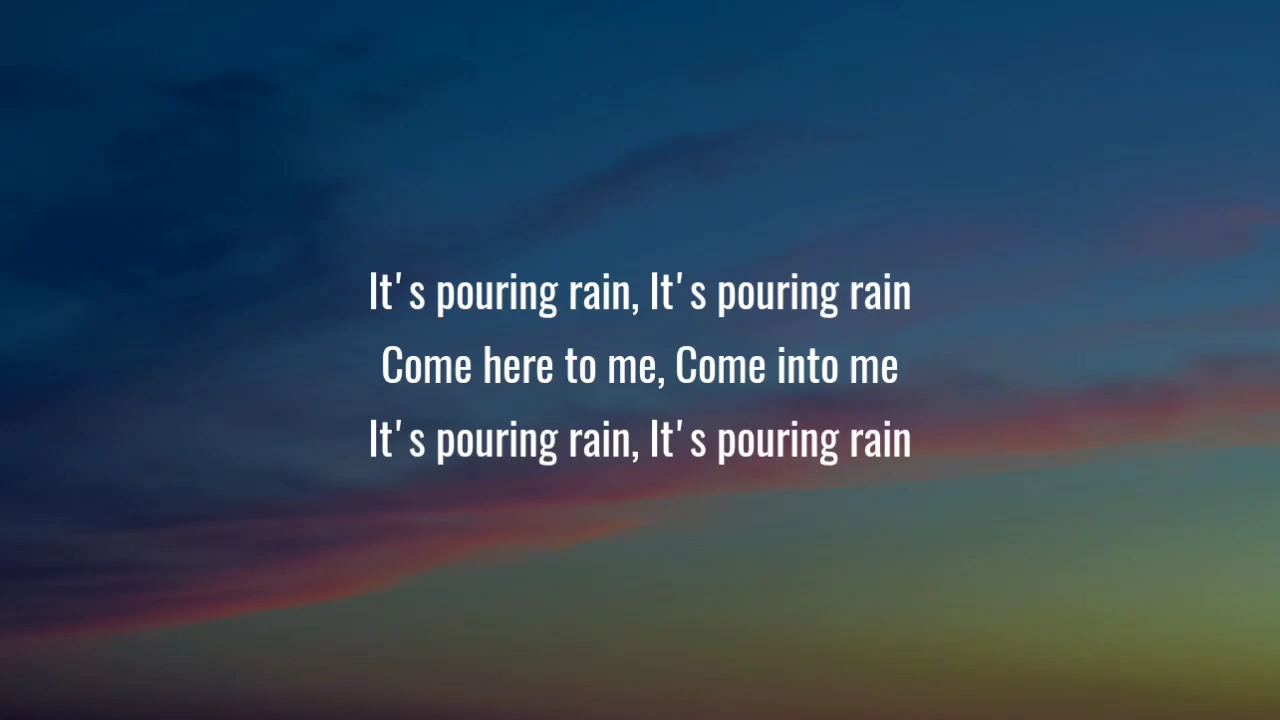 It's pouring rain, It's pouring rain
Come here to me, Come into me
It's pouring rain, It's pouring rain